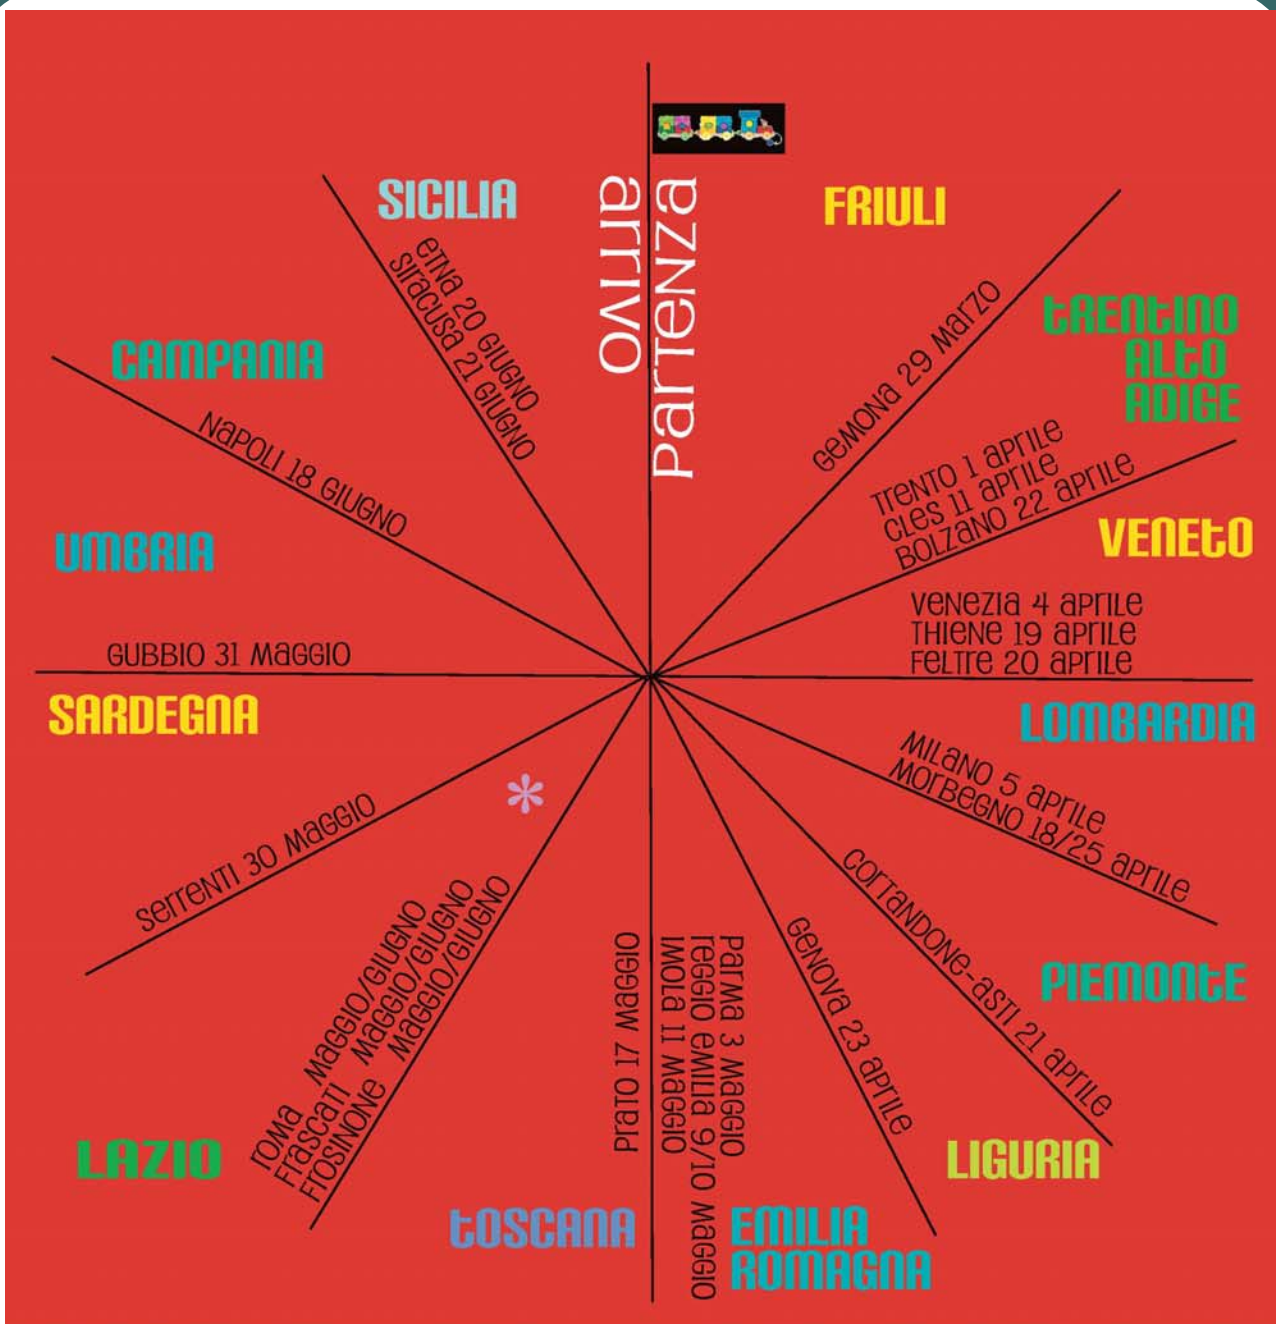 Partenza
FRIULI
Gemona 29 marzo
TRENTINO
ALTO
ADIGE
Trento 1 aprile
Cles 11 aprile
Bolzano 22 aprile
VENETO
Venezia 4 aprile
Thiene 19 aprile
Feltre 20 aprile
LOMBARDIA
Milano 5 aprile
Morbegno 18/25 aprile
PIEMONTE
Cortandone-Asti 21 aprile
LIGURIA
Genova 23 aprile
EMILIA
ROMAGNA
Parma 3 maggio
Reggio Emilia 9/10 maggio
Imola 11 maggio
TOSCANA
Prato 17 maggio
LAZIO
Roma maggio/giugno
Frascati maggio/giugno
Frosinone maggio/giugno
*
SARDEGNA
Serrenti 30 maggio
UMBRIA
Gubbio 31 maggio
CAMPANIA
Napoli 18 giugno
SICILIA
Etna 20 giugno
Siracusa 21 giugno
arrivo